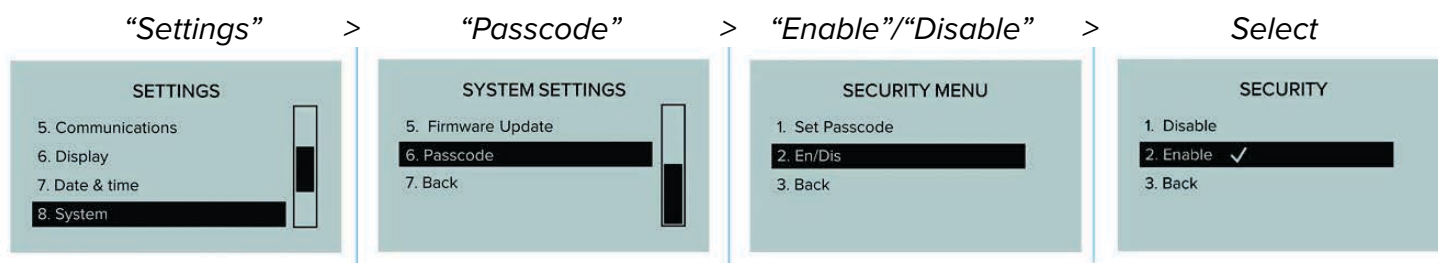 “Settings” > “Passcode” > “Enable”/“Disable” > Select
SETTINGS
5. Communications
6. Display
7. Date & time
8. System
SYSTEM SETTINGS
5. Firmware Update
6. Passcode
7. Back
SECURITY MENU
1. Set Passcode
2. En/Dis
3. Back
SECURITY
1. Disable
2. Enable ✓
3. Back